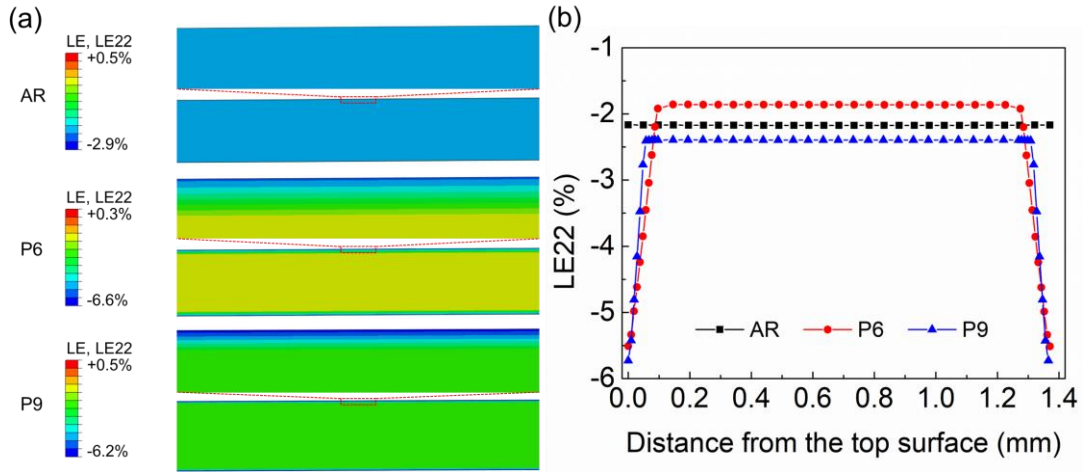 (a)
LE, LE22
+0.5%
AR
-2.9%
LE, LE22
+0.3%
P6
-6.6%
LE, LE22
+0.5%
P9
-6.2%
(b)
-1
-2
-3
-4
-5
-6
LE22 (%)
AR P6 P9
0.0 0.2 0.4 0.6 0.8 1.0 1.2 1.4
Distance from the top surface (mm)